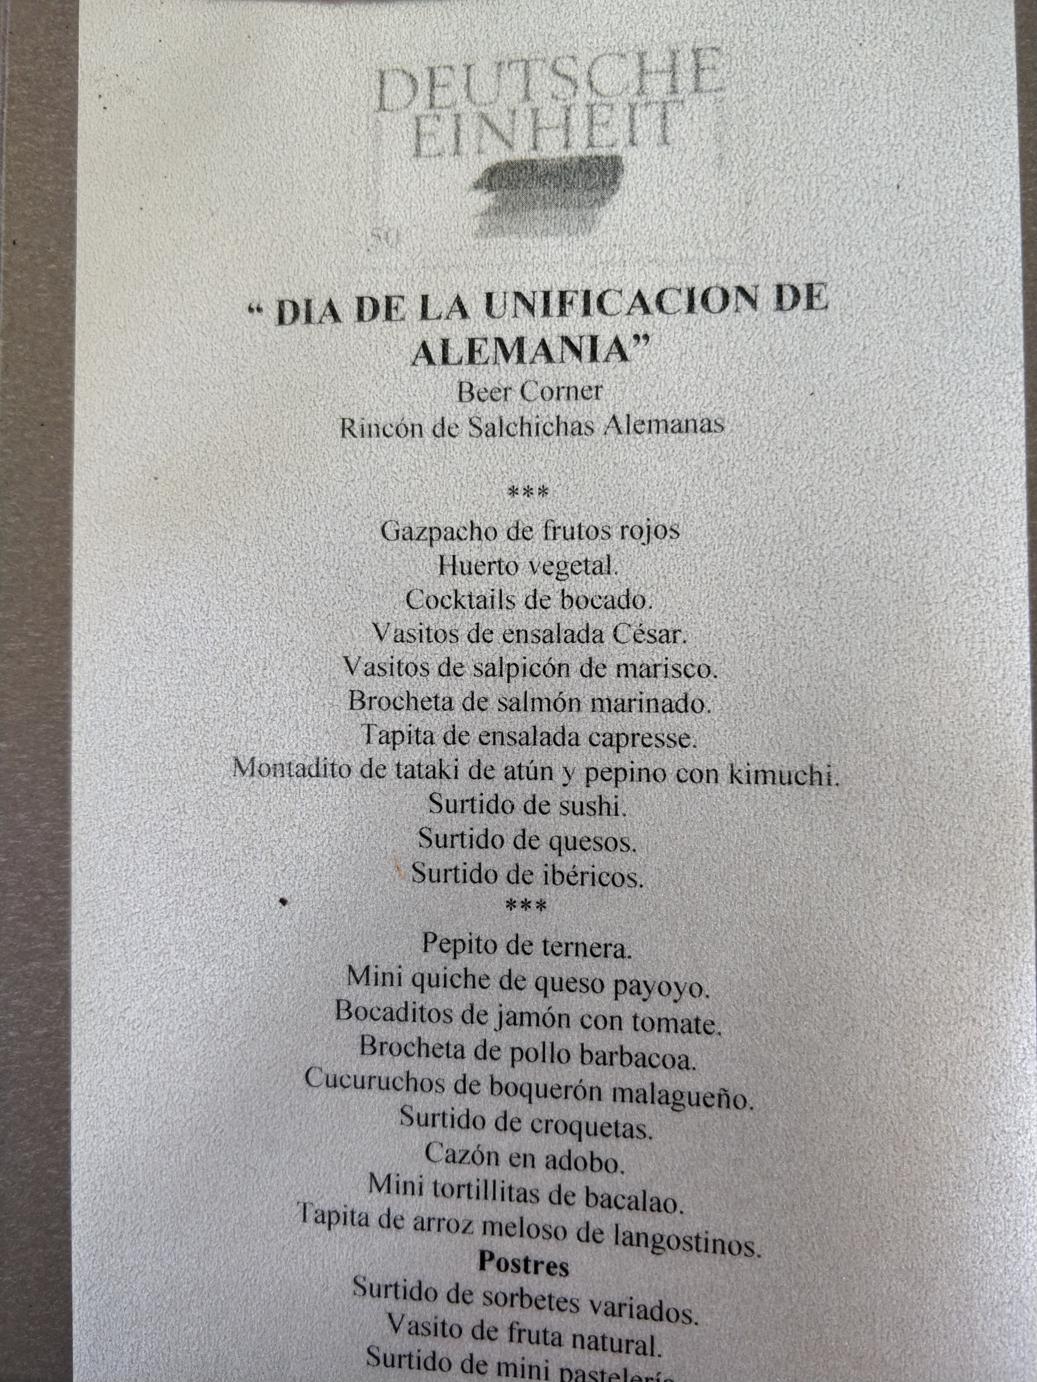 DEUTSCHE
EINHEIT
50
“ DIA DE LA UNIFICACION DE
ALEMANIA”
Beer Corner
Rincón de Salchichas Alemanas
***
Gazpacho de frutos rojos
Huerto vegetal.
Cocktails de bocado.
Vasitos de ensalada César.
Vasitos de salpicón de marisco.
Brocheta de salmón marinado.
Tapita de ensalada capresse.
Montadito de tataki de atún y pepino con kimuchi.
Surtido de sushi.
Surtido de quesos.
Surtido de ibéricos.
***
Pepito de ternera.
Mini quiche de queso payoyo.
Bocaditos de jamón con tomate.
Brocheta de pollo barbacoa.
Cucuruchos de boquerón malagueño.
Surtido de croquetas.
Cazón en adobo.
Mini tortillitas de bacalao.
Tapita de arroz meloso de langostinos.
Postres
Surtido de sorbetes variados.
Vasito de fruta natural.
Surtido de mini pastelería